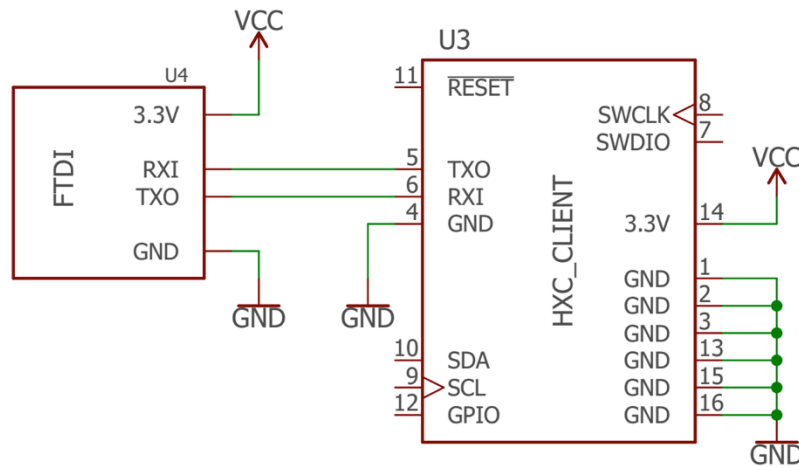 VCC
U4
FTDI
3.3V
RXI
TXO
GND
GND
U3
HXC_CLIENT
11 RESET
5 TXO
6 RXI
4 GND
GND
10 SDA
9 SCL
12 GPIO
SWCLK 8
SWDIO 7
VCC
3.3V 14
GND 1
GND 2
GND 3
GND 13
GND 15
GND 16
GND